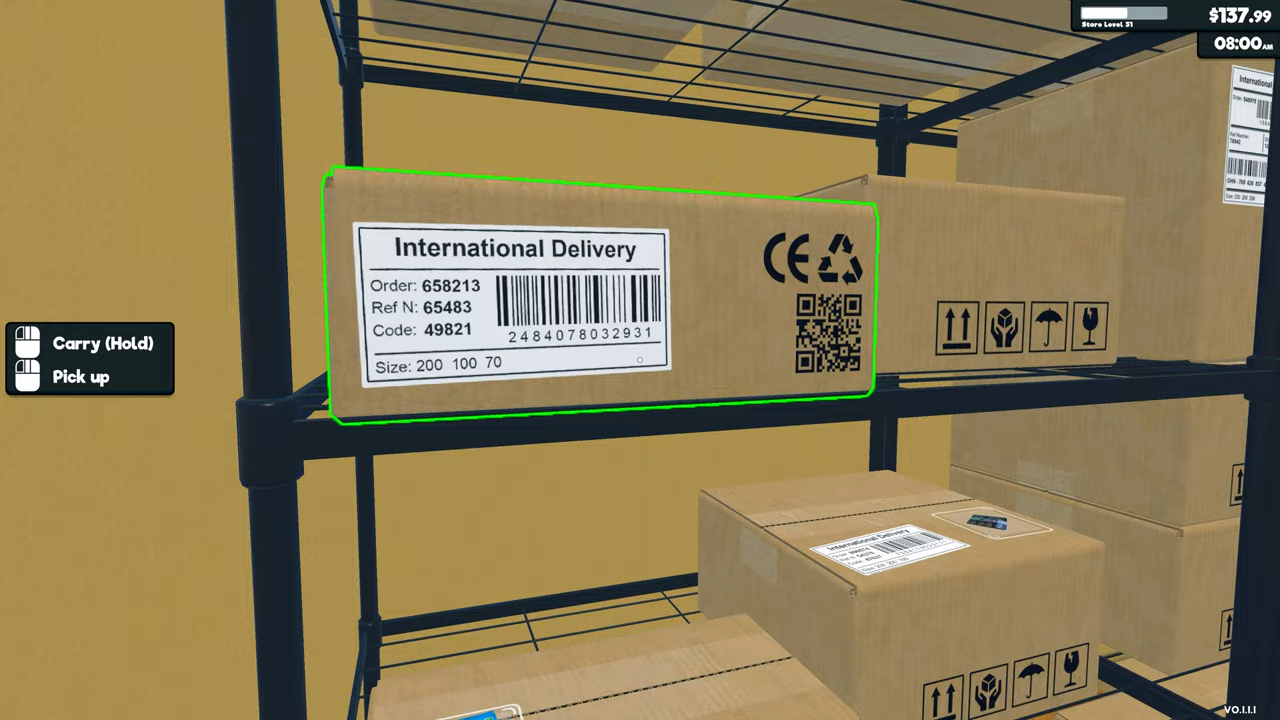 $137.99
Store Level 31
08:00AM
International
International Delivery
Order: 658213
Ref N: 65483
Code: 49821
2484078032931
Size: 200 100 70
CE
Carry (Hold)
Pick up
International Delivery
V0.1.1.1